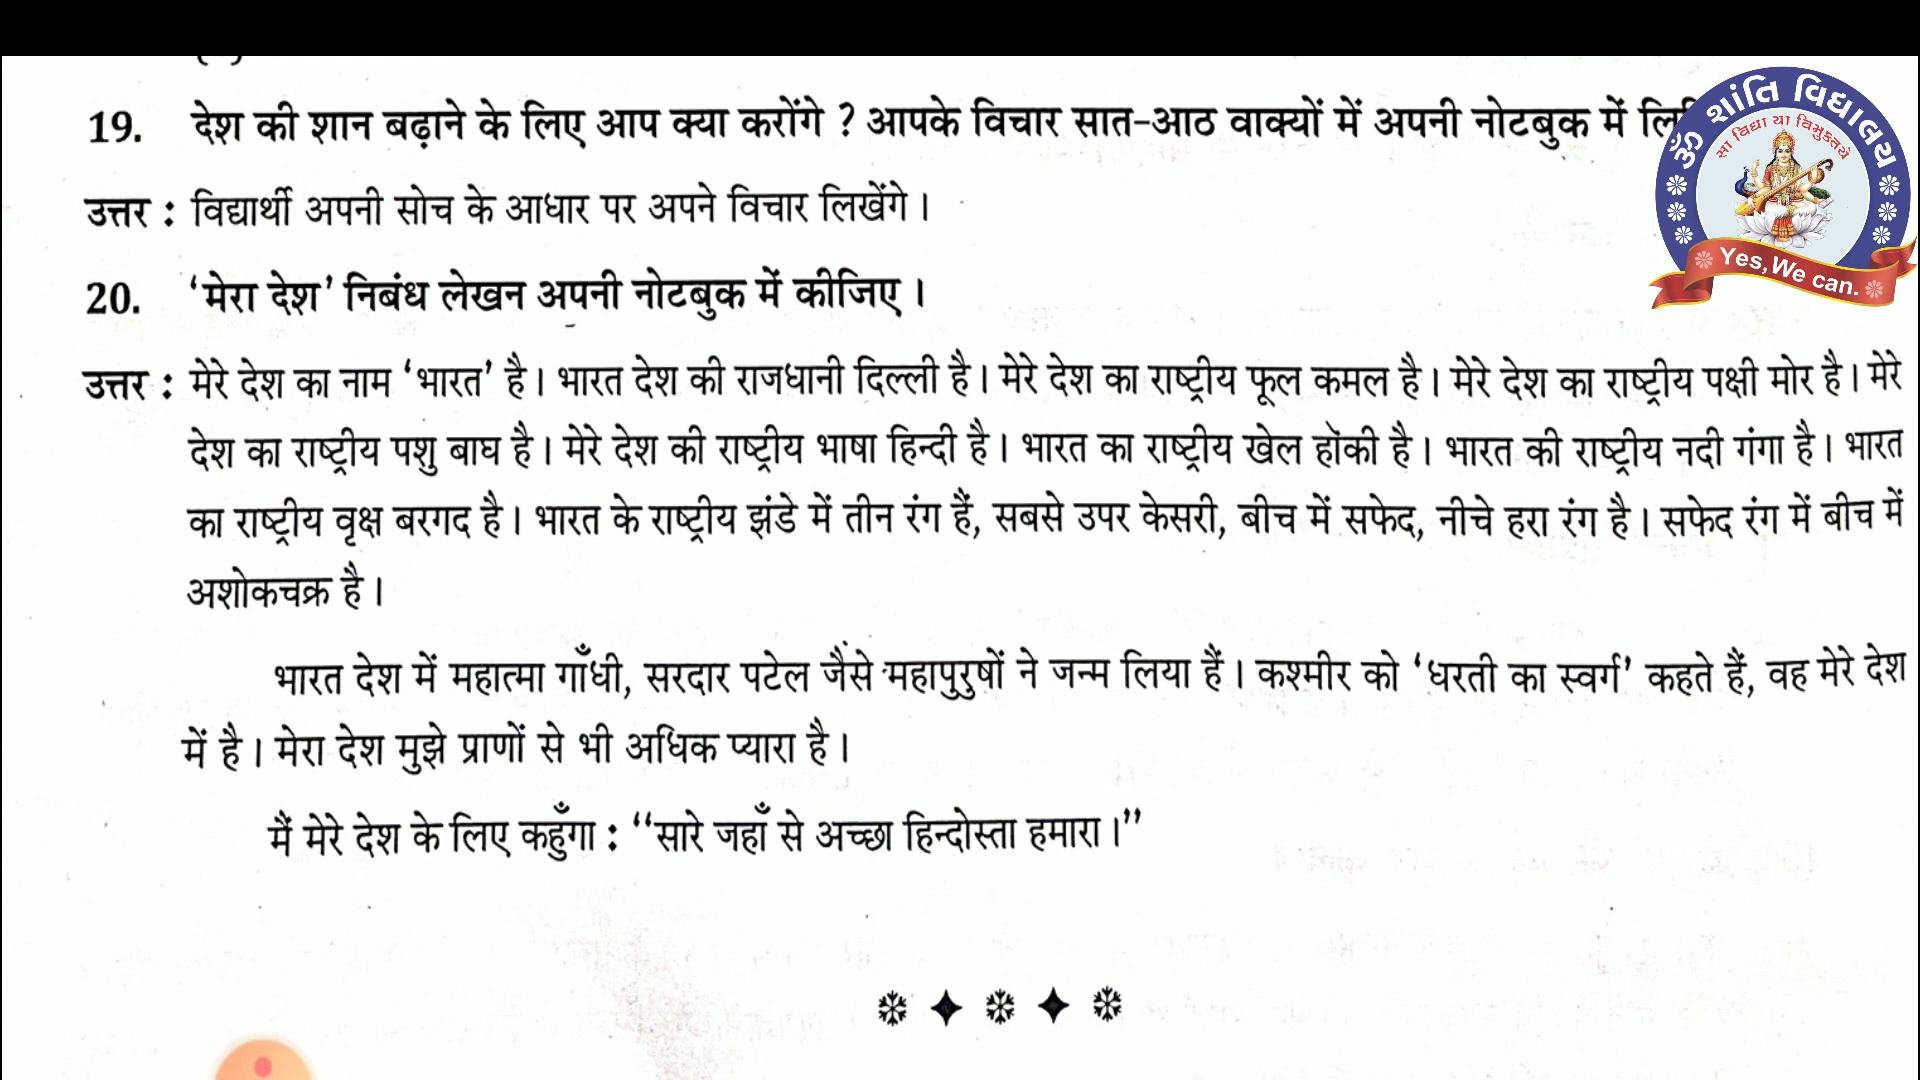 19. देश की शान बढ़ाने के लिए आप क्या करोंगे ? आपके विचार सात-आठ वाक्यों में अपनी नोटबुक में
उत्तर : विद्यार्थी अपनी सोच के आधार पर अपने विचार लिखेंगे ।
20. ‘मेरा देश’ निबंध लेखन अपनी नोटबुक में कीजिए ।
उत्तर : मेरे देश का नाम ‘भारत’ है । भारत देश की राजधानी दिल्ली है । मेरे देश का राष्ट्रीय फूल कमल है । मेरे देश का राष्ट्रीय पक्षी मोर है । मेरे
देश का राष्ट्रीय पशु बाघ है । मेरे देश की राष्ट्रीय भाषा हिन्दी है । भारत का राष्ट्रीय खेल हॉकी है । भारत की राष्ट्रीय नदी गंगा है । भारत
का राष्ट्रीय वृक्ष बरगद है । भारत के राष्ट्रीय झंडे में तीन रंग हैं, सबसे उपर केसरी, बीच में सफेद, नीचे हरा रंग है । सफेद रंग में बीच में
अशोकचक्र है ।
भारत देश में महात्मा गाँधी, सरदार पटेल जैंसे महापुरुषों ने जन्म लिया हैं । कश्मीर को ‘धरती का स्वर्ग’ कहते हैं, वह मेरे देश
में है । मेरा देश मुझे प्राणों से भी अधिक प्यारा है ।
मैं मेरे देश के लिए कहुँगा : “सारे जहाँ से अच्छा हिन्दोस्ता हमारा ।”
ॐ शांति विद्यालय
सा विद्या या विमुक्तये
Yes, We can.